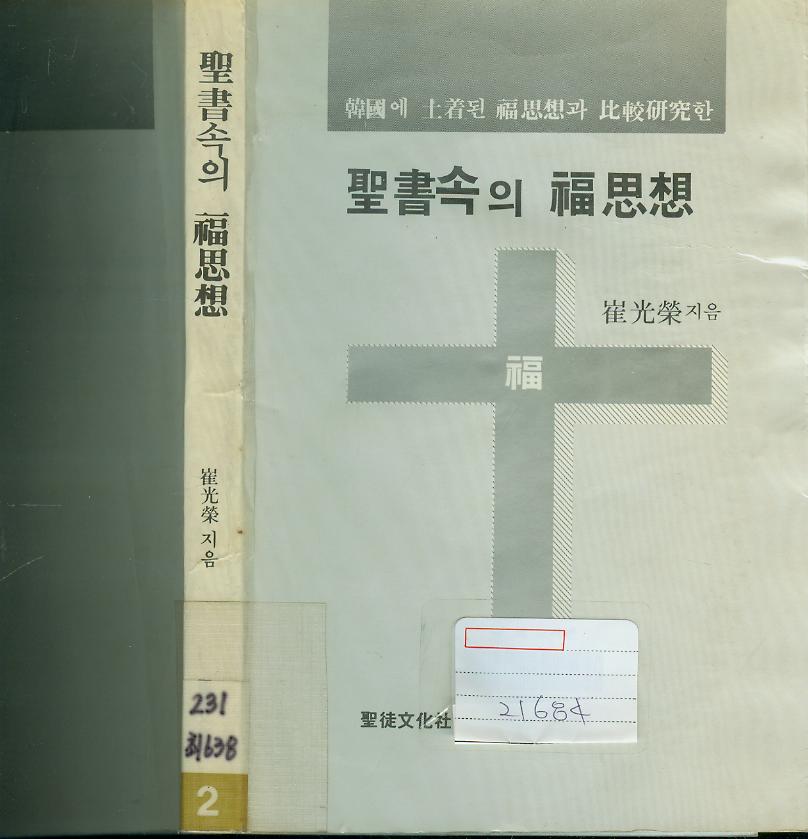 聖書속의 福思想
崔光榮 지음
231
최638
2
韓國에 土着된 福思想과 比較研究한
聖書속의 福思想
崔光榮 지음
福
聖徒文化社
21684